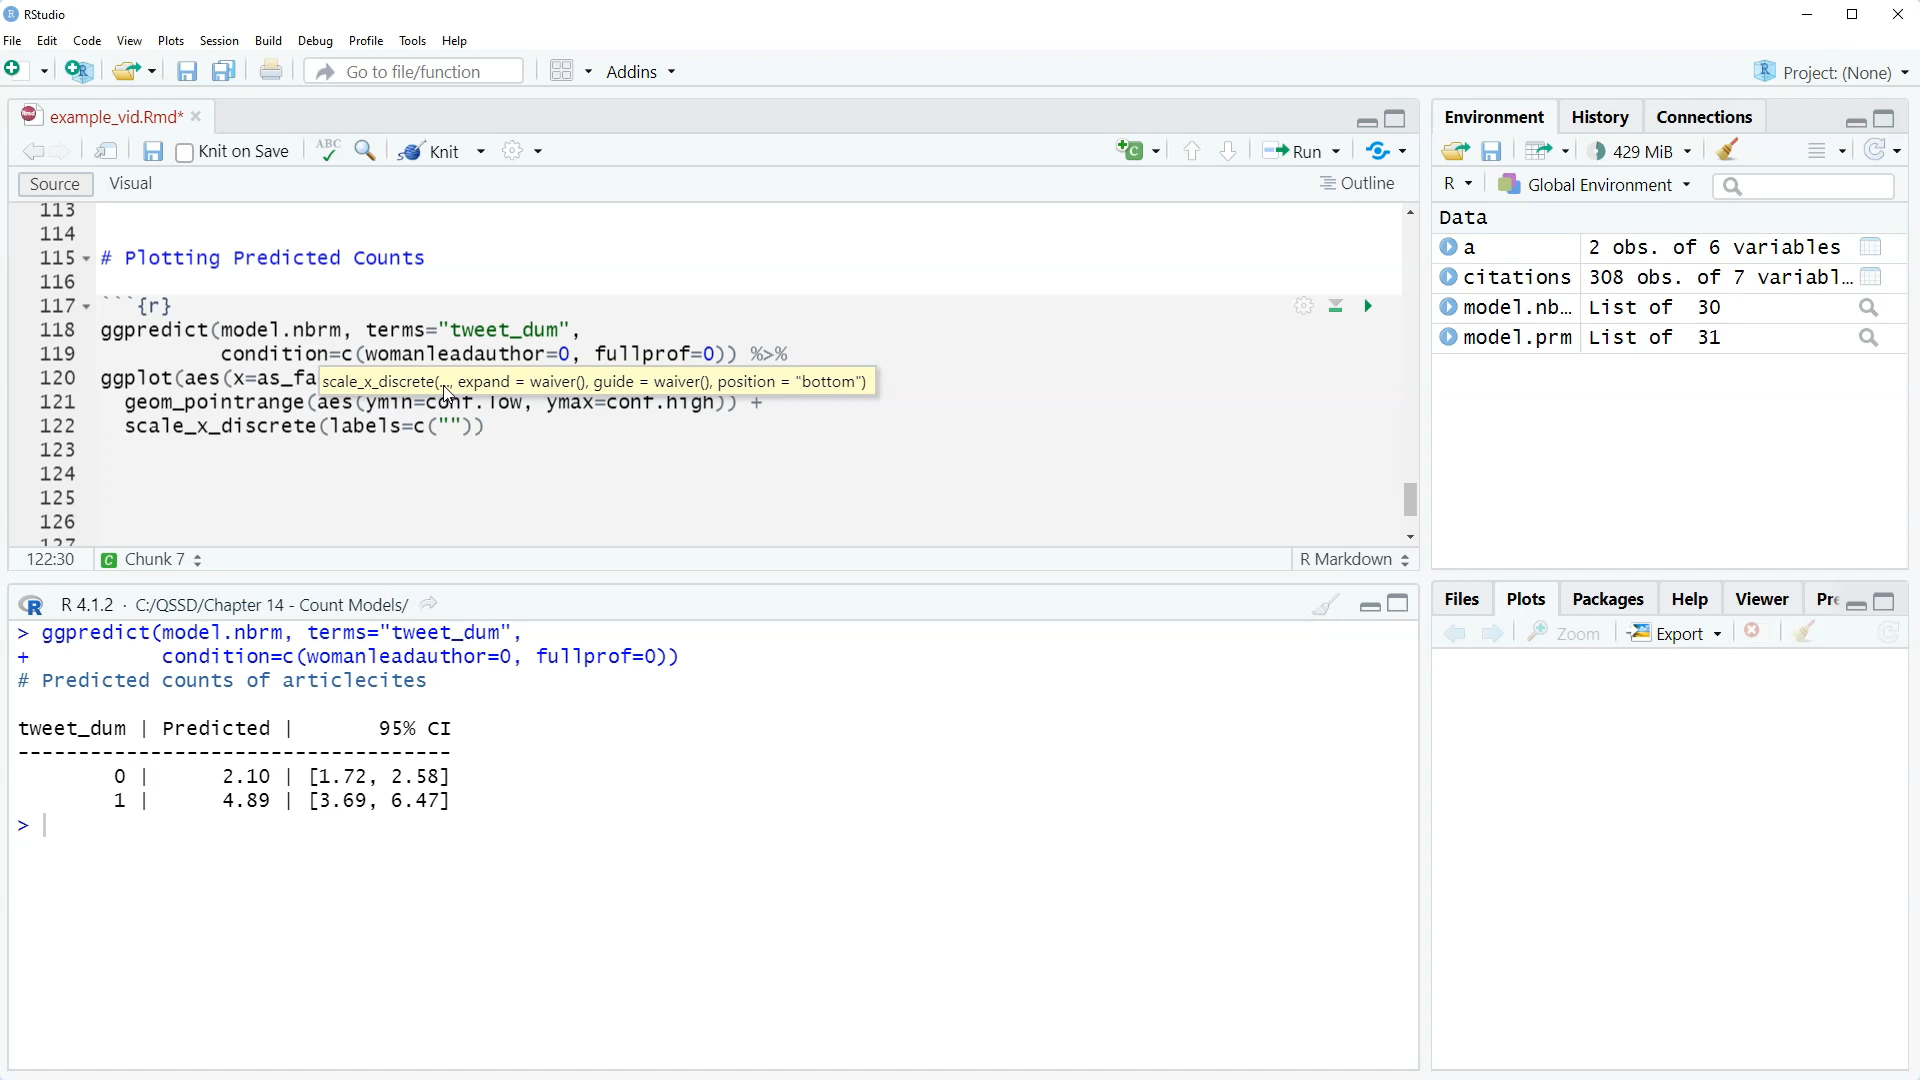 RStudio
File Edit Code View Plots Session Build Debug Profile Tools Help
Go to file/function Addins Project: (None)
example_vid.Rmd*
Knit on Save ABC Knit Run
Source Visual Outline
113
114
115 # Plotting Predicted Counts
116
117 ```{r}
118 ggpredict(model.nbrm, terms="tweet_dum",
119 condition=c(womanleadauthor=0, fullprof=0)) %>%
120 ggplot(aes(x=as_fa
scale_x_discrete(..., expand = waiver(), guide = waiver(), position = "bottom")
121 geom_pointrange(aes(ymin=conf.low, ymax=conf.high)) +
122 scale_x_discrete(labels=c(""))
123
124
125
126
127
122:30 C Chunk 7 R Markdown
R 4.1.2 · C:/QSSD/Chapter 14 - Count Models/
> ggpredict(model.nbrm, terms="tweet_dum",
+ condition=c(womanleadauthor=0, fullprof=0))
# Predicted counts of articlecites
tweet_dum | Predicted | 95% CI
-------------------------------------
0 | 2.10 | [1.72, 2.58]
1 | 4.89 | [3.69, 6.47]
>
Environment History Connections
429 MiB
R Global Environment
Data
a 2 obs. of 6 variables
citations 308 obs. of 7 variabl...
model.nb... List of 30
model.prm List of 31
Files Plots Packages Help Viewer Pre
Zoom Export